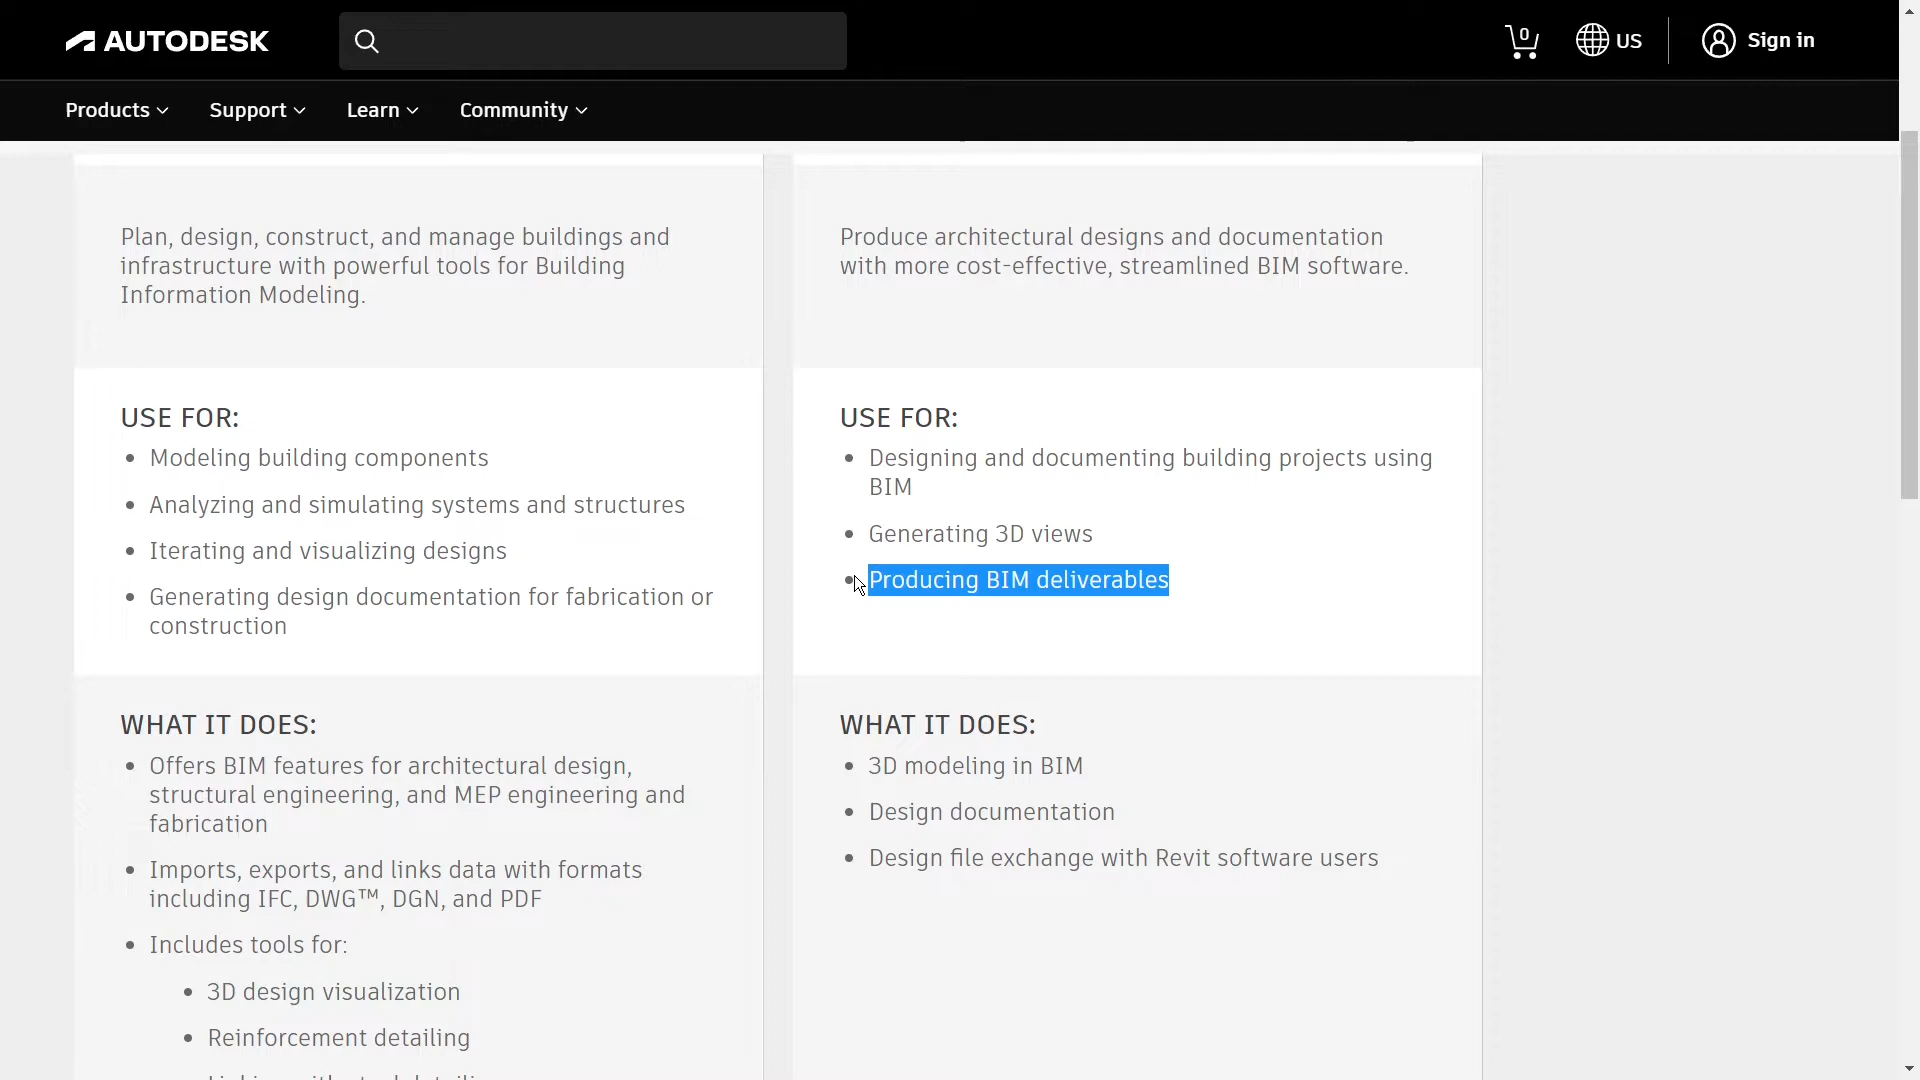 AUTODESK
0
US
Sign in
Products
Support
Learn
Community
Plan, design, construct, and manage buildings and
infrastructure with powerful tools for Building
Information Modeling.
USE FOR:
• Modeling building components
• Analyzing and simulating systems and structures
• Iterating and visualizing designs
• Generating design documentation for fabrication or
construction
WHAT IT DOES:
• Offers BIM features for architectural design,
structural engineering, and MEP engineering and
fabrication
• Imports, exports, and links data with formats
including IFC, DWG™, DGN, and PDF
• Includes tools for:
• 3D design visualization
• Reinforcement detailing
Produce architectural designs and documentation
with more cost-effective, streamlined BIM software.
USE FOR:
• Designing and documenting building projects using
BIM
• Generating 3D views
• Producing BIM deliverables
WHAT IT DOES:
• 3D modeling in BIM
• Design documentation
• Design file exchange with Revit software users